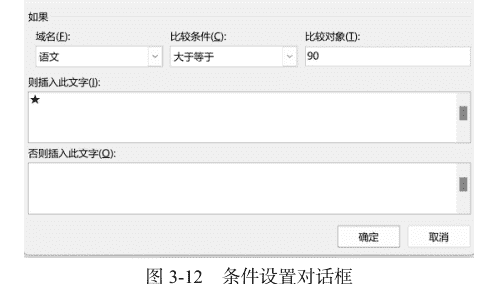 如果
域名(F): 比较条件(C): 比较对象(T):
语文 大于等于 90
则插入此文字(I):
★
否则插入此文字(O):
确定 取消
图 3-12 条件设置对话框